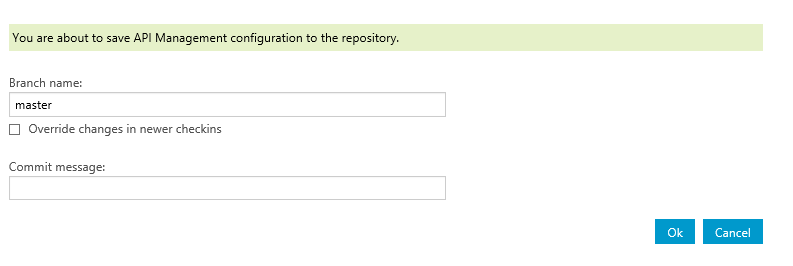 You are about to save API Management configuration to the repository.
Branch name:
master
Override changes in newer checkins
Commit message:
Ok Cancel